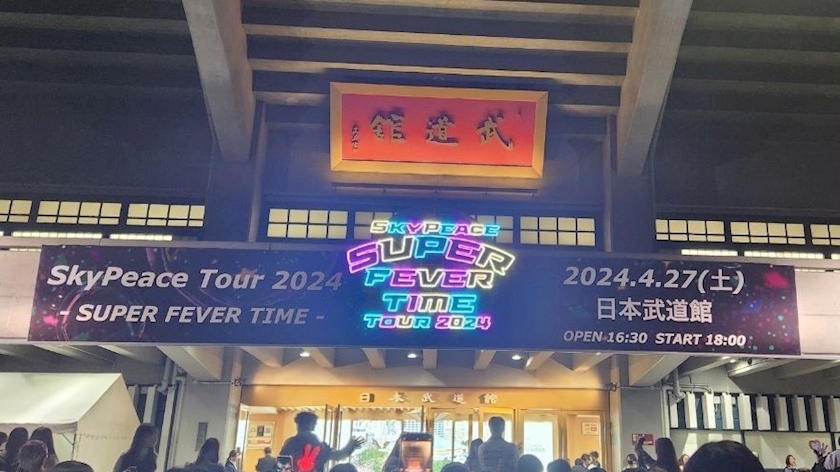 武道館
SkyPeace Tour 2024
- SUPER FEVER TIME -
SKYPEACE
SUPER
FEVER
TIME
TOUR 2024
2024.4.27(土)
日本武道館
OPEN 16:30 START 18:00
日本武道館